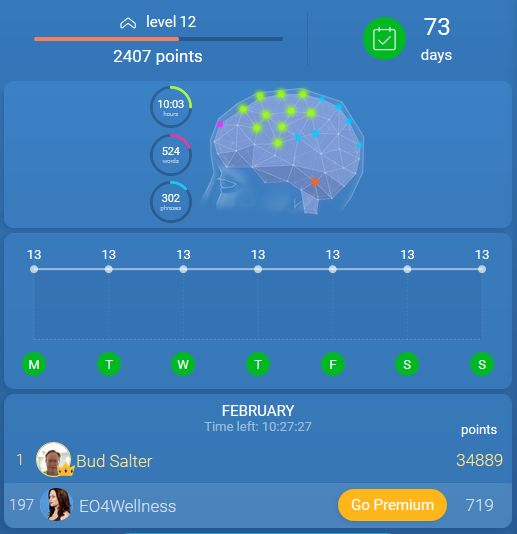 level 12
2407 points
73
days
10:03
hours
524
words
302
phrases
13 13 13 13 13 13 13
M T W T F S S
FEBRUARY
Time left: 10:27:27
points
1 Bud Salter 34889
197 EO4Wellness Go Premium 719